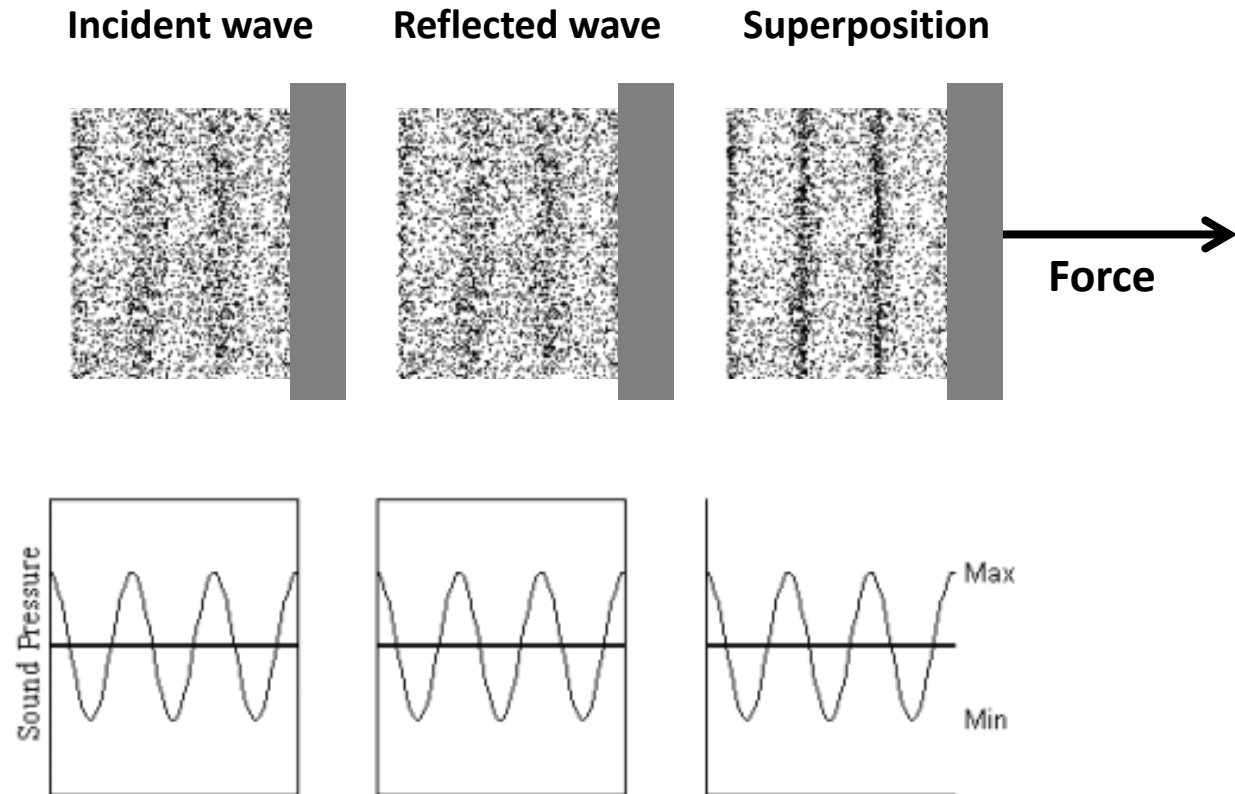 Incident wave
Reflected wave
Superposition
Force
Sound Pressure
Max
Min